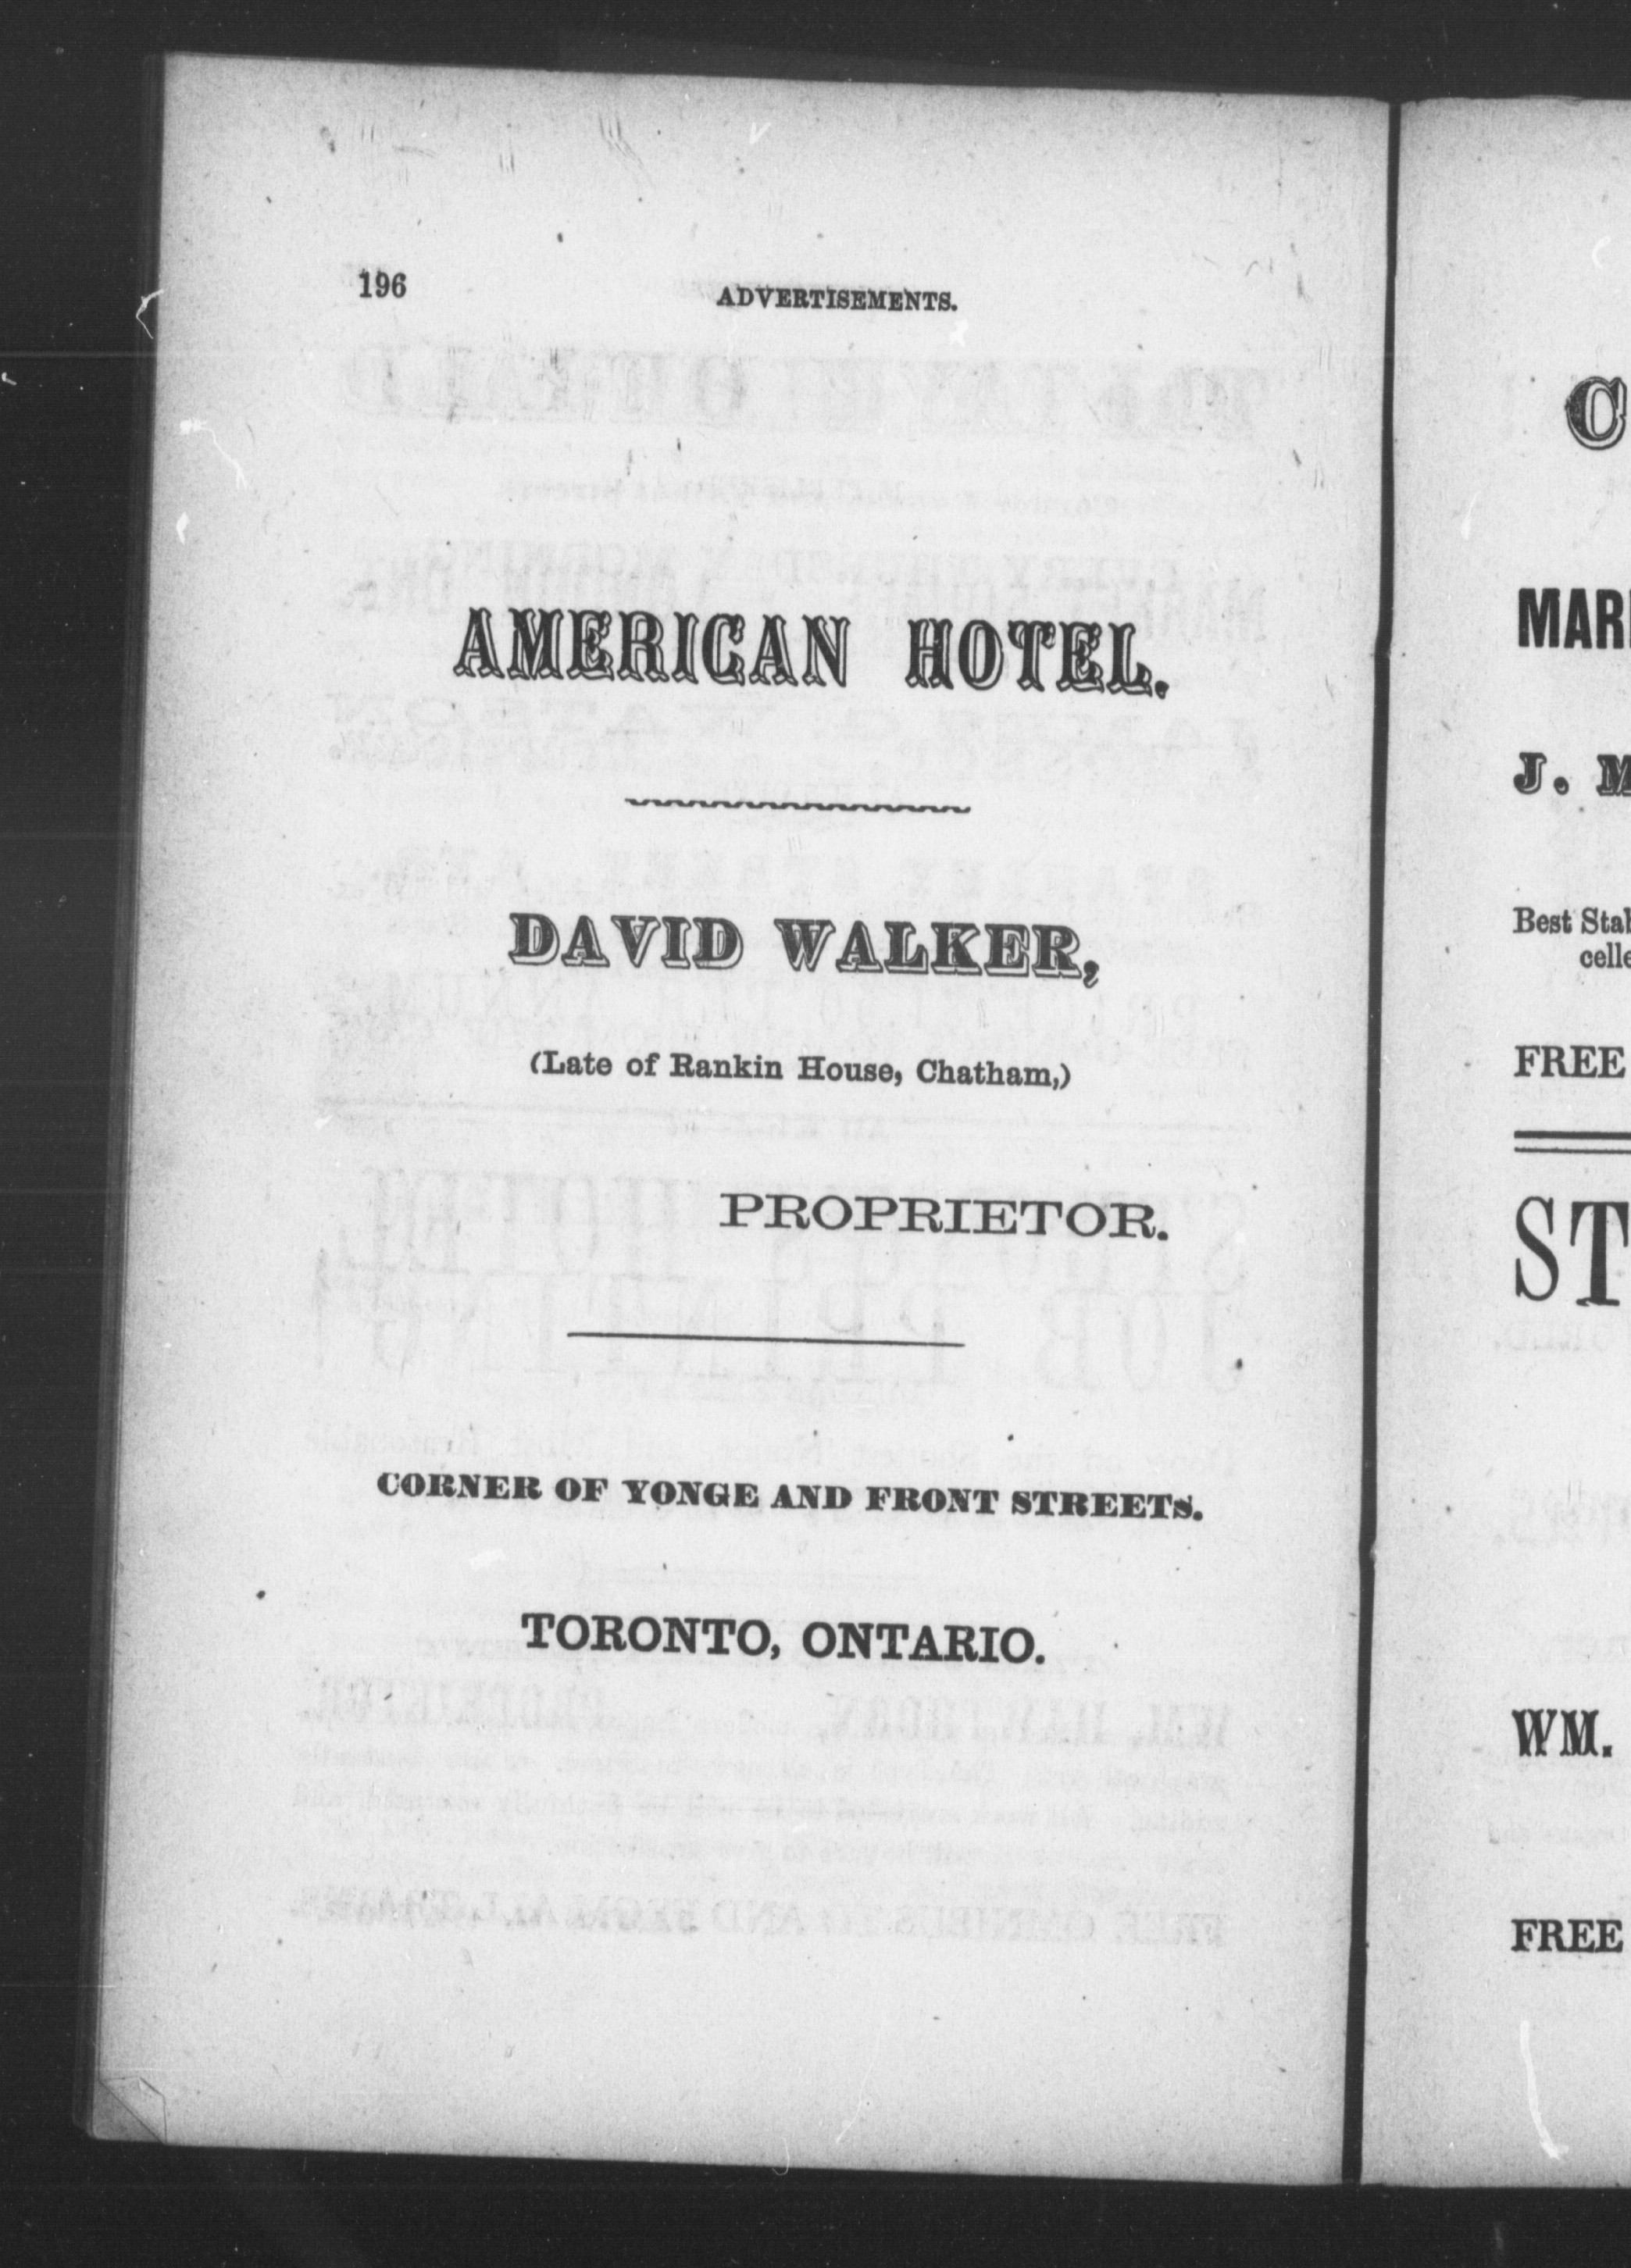 196
ADVERTISEMENTS.
AMERICAN HOTEL.
DAVID WALKER,
(Late of Rankin House, Chatham,)
PROPRIETOR.
CORNER OF YONGE AND FRONT STREETS.
TORONTO, ONTARIO.
C
MAR
J. M
Best Stab
celle
FREE
ST
WM.
FREE